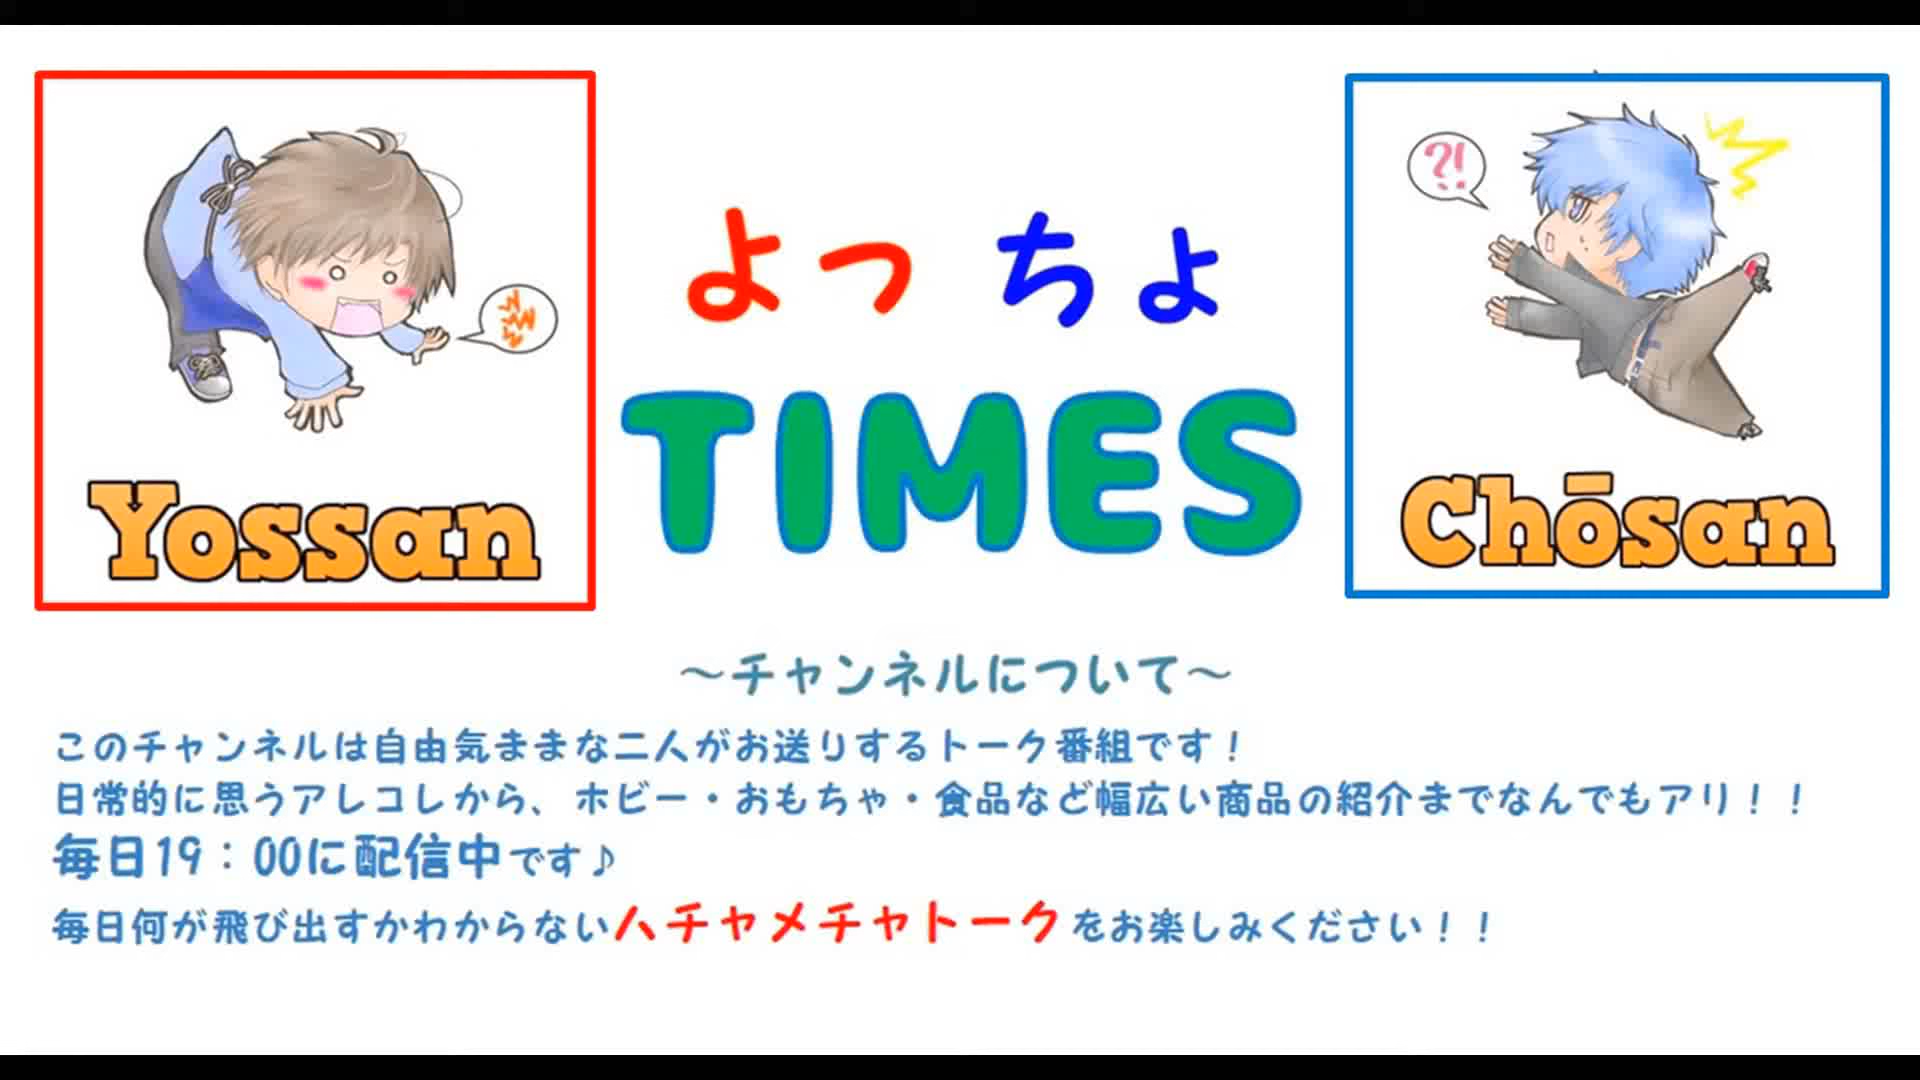 よっ ちょ
TIMES
Yossan
?!
Chōsan
～チャンネルについて～
このチャンネルは自由気ままな二人がお送りするトーク番組です！
日常的に思うアレコレから、ホビー・おもちゃ・食品など幅広い商品の紹介までなんでもアリ！！
毎日19：00に配信中です♪
毎日何が飛び出すかわからないハチャメチャトークをお楽しみください！！